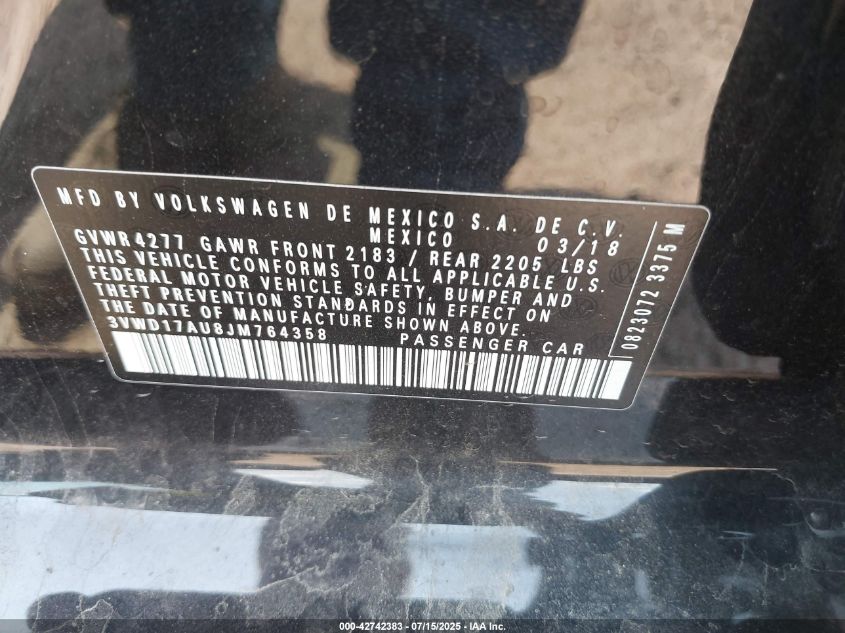 MFD BY VOLKSWAGEN DE MEXICO S.A. DE C.V.
MEXICO 03/18
GVWR4277 GAWR FRONT 2183 / REAR 2205 LBS
THIS VEHICLE CONFORMS TO ALL APPLICABLE U.S.
FEDERAL MOTOR VEHICLE SAFETY, BUMPER AND
THEFT PREVENTION STANDARDS IN EFFECT ON
THE DATE OF MANUFACTURE SHOWN ABOVE.
3VWD17AU8JM764358 PASSENGER CAR
0823072 3375 M
000-42742383 - 07/15/2025 - IAA Inc.